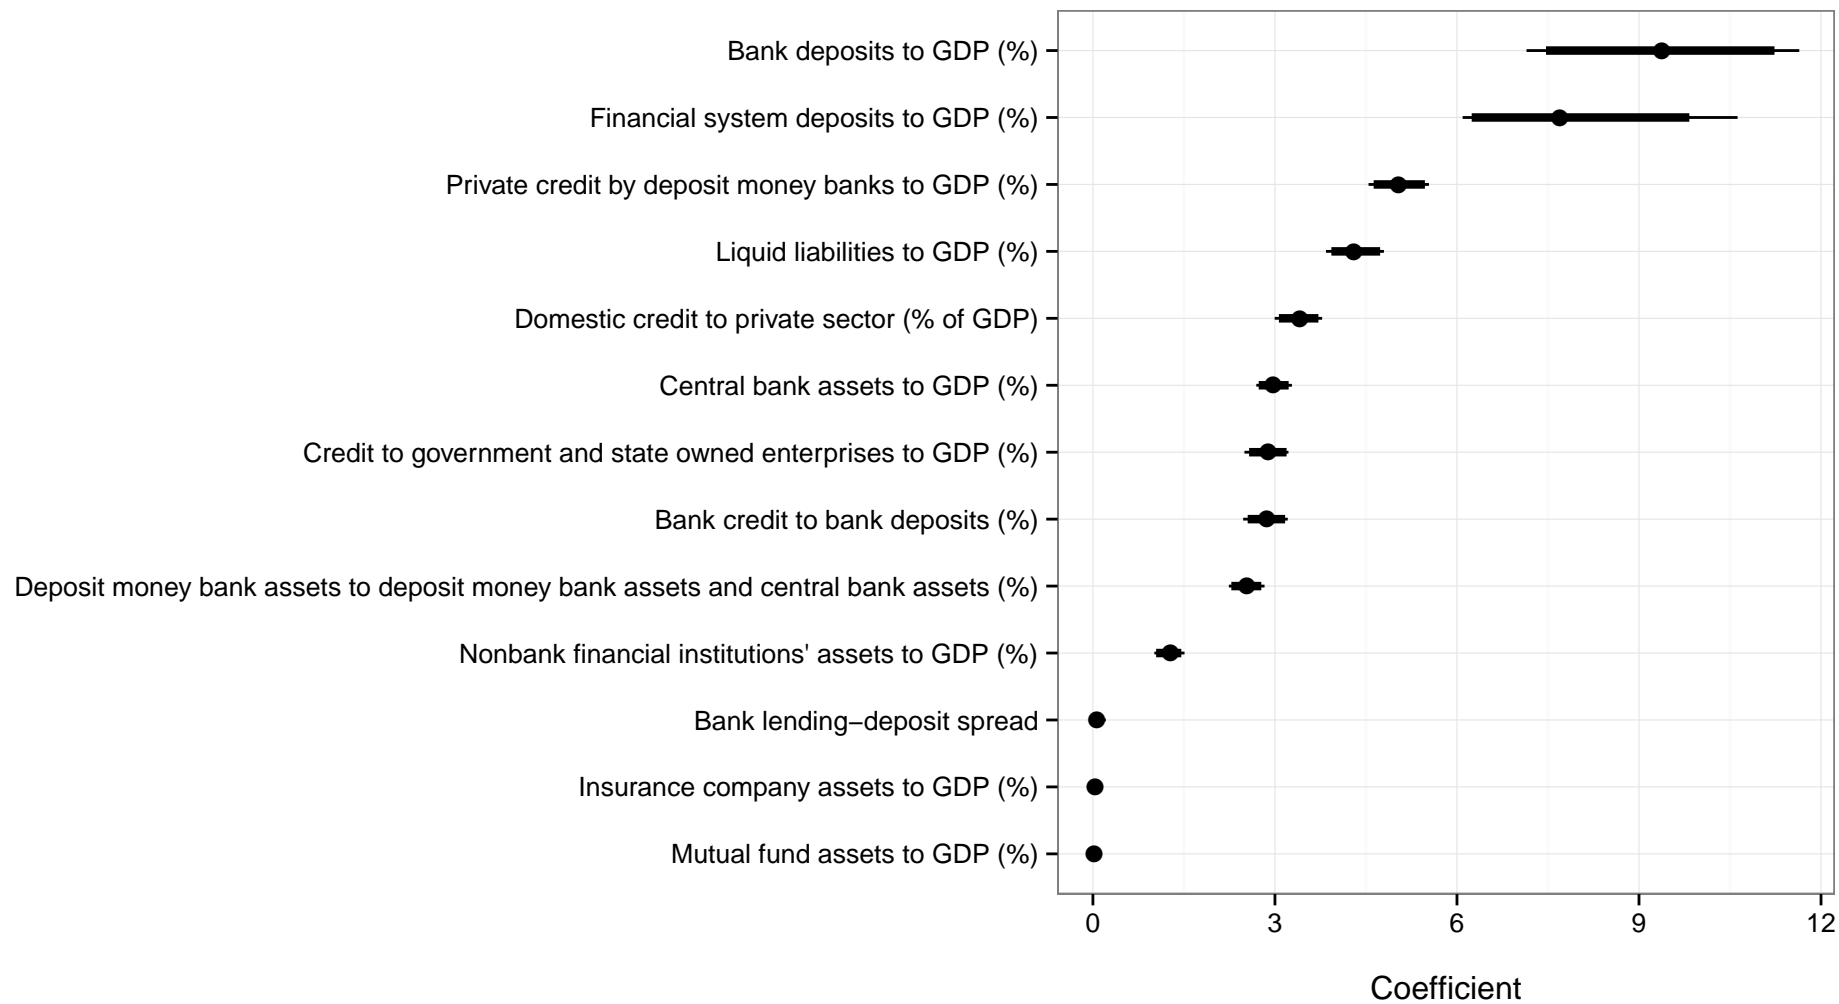 Bank deposits to GDP (%)
Financial system deposits to GDP (%)
Private credit by deposit money banks to GDP (%)
Liquid liabilities to GDP (%)
Domestic credit to private sector (% of GDP)
Central bank assets to GDP (%)
Credit to government and state owned enterprises to GDP (%)
Bank credit to bank deposits (%)
Deposit money bank assets to deposit money bank assets and central bank assets (%)
Nonbank financial institutions' assets to GDP (%)
Bank lending−deposit spread
Insurance company assets to GDP (%)
Mutual fund assets to GDP (%)
0 3 6 9 12
Coefficient